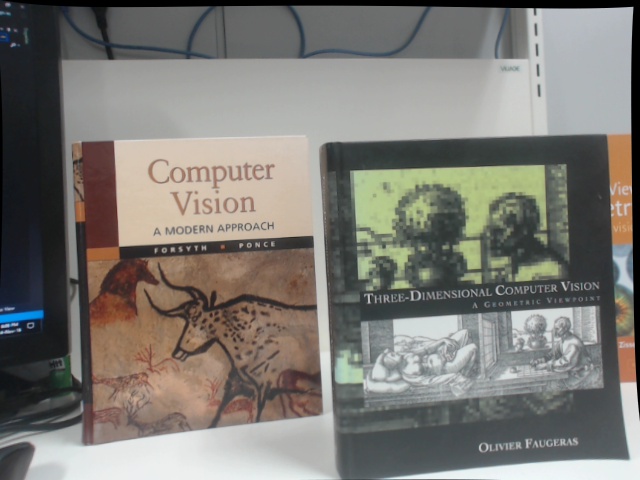 Computer
Vision
A MODERN APPROACH
FORSYTH PONCE
THREE-DIMENSIONAL COMPUTER VISION
A GEOMETRIC VIEWPOINT
OLIVIER FAUGERAS